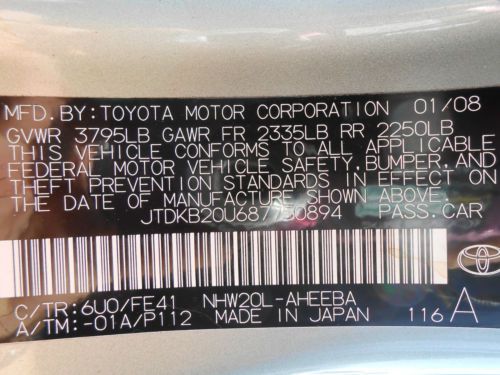 MFD. BY: TOYOTA MOTOR CORPORATION 01/08
GVWR 3795LB GAWR FR 2335LB RR 2250LB
THIS VEHICLE CONFORMS TO ALL APPLICABLE
FEDERAL MOTOR VEHICLE SAFETY, BUMPER, AND
THEFT PREVENTION STANDARDS IN EFFECT ON
THE DATE OF MANUFACTURE SHOWN ABOVE.
JTDKB20U687750894 PASS.CAR
C/TR: 6U0/FE41 NHW20L-AHEEBA
A/TM: -01A/P112 MADE IN JAPAN 116 A